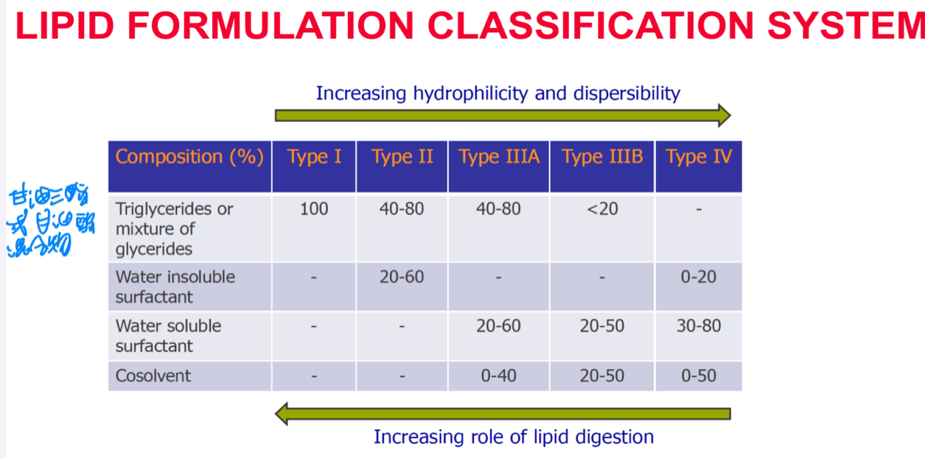 LIPID FORMULATION CLASSIFICATION SYSTEM
Increasing hydrophilicity and dispersibility
Composition (%) Type I Type II Type IIIA Type IIIB Type IV
甘油三酯
或甘油酯
混合物
Triglycerides or 100 40-80 40-80 <20 -
mixture of
glycerides
Water insoluble - 20-60 - - 0-20
surfactant
Water soluble - - 20-60 20-50 30-80
surfactant
Cosolvent - - 0-40 20-50 0-50
Increasing role of lipid digestion